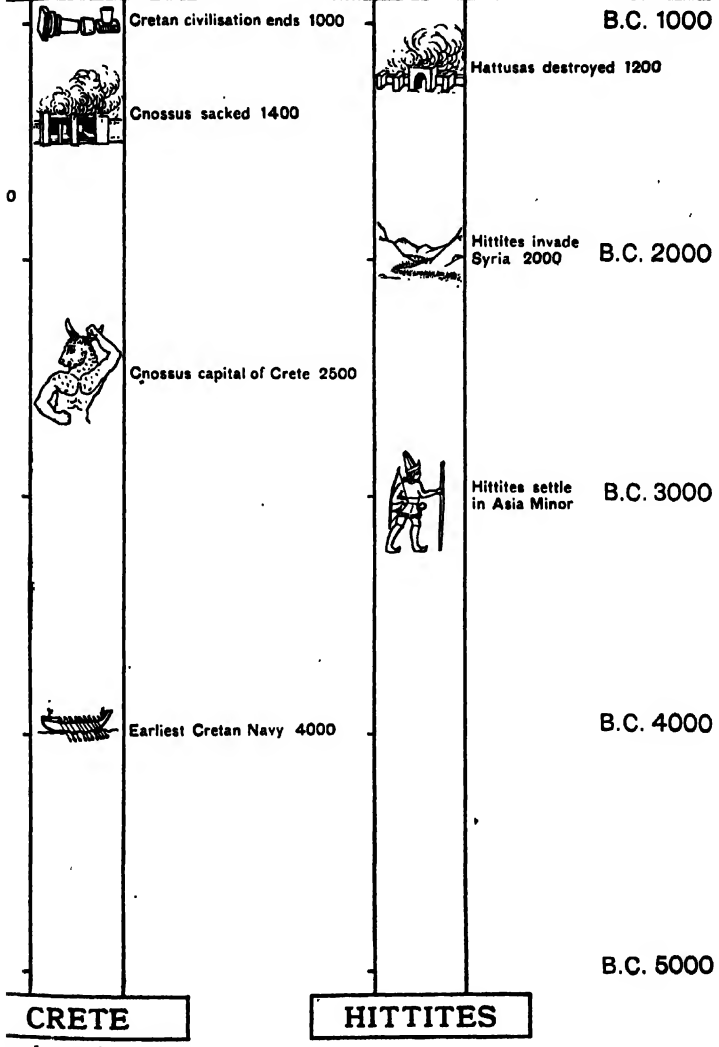 Cretan civilisation ends 1000
B.C. 1000
Hattusas destroyed 1200
Cnossus sacked 1400
0
Hittites invade
Syria 2000
B.C. 2000
Cnossus capital of Crete 2500
Hittites settle
in Asia Minor
B.C. 3000
Earliest Cretan Navy 4000
B.C. 4000
B.C. 5000
CRETE
HITTITES